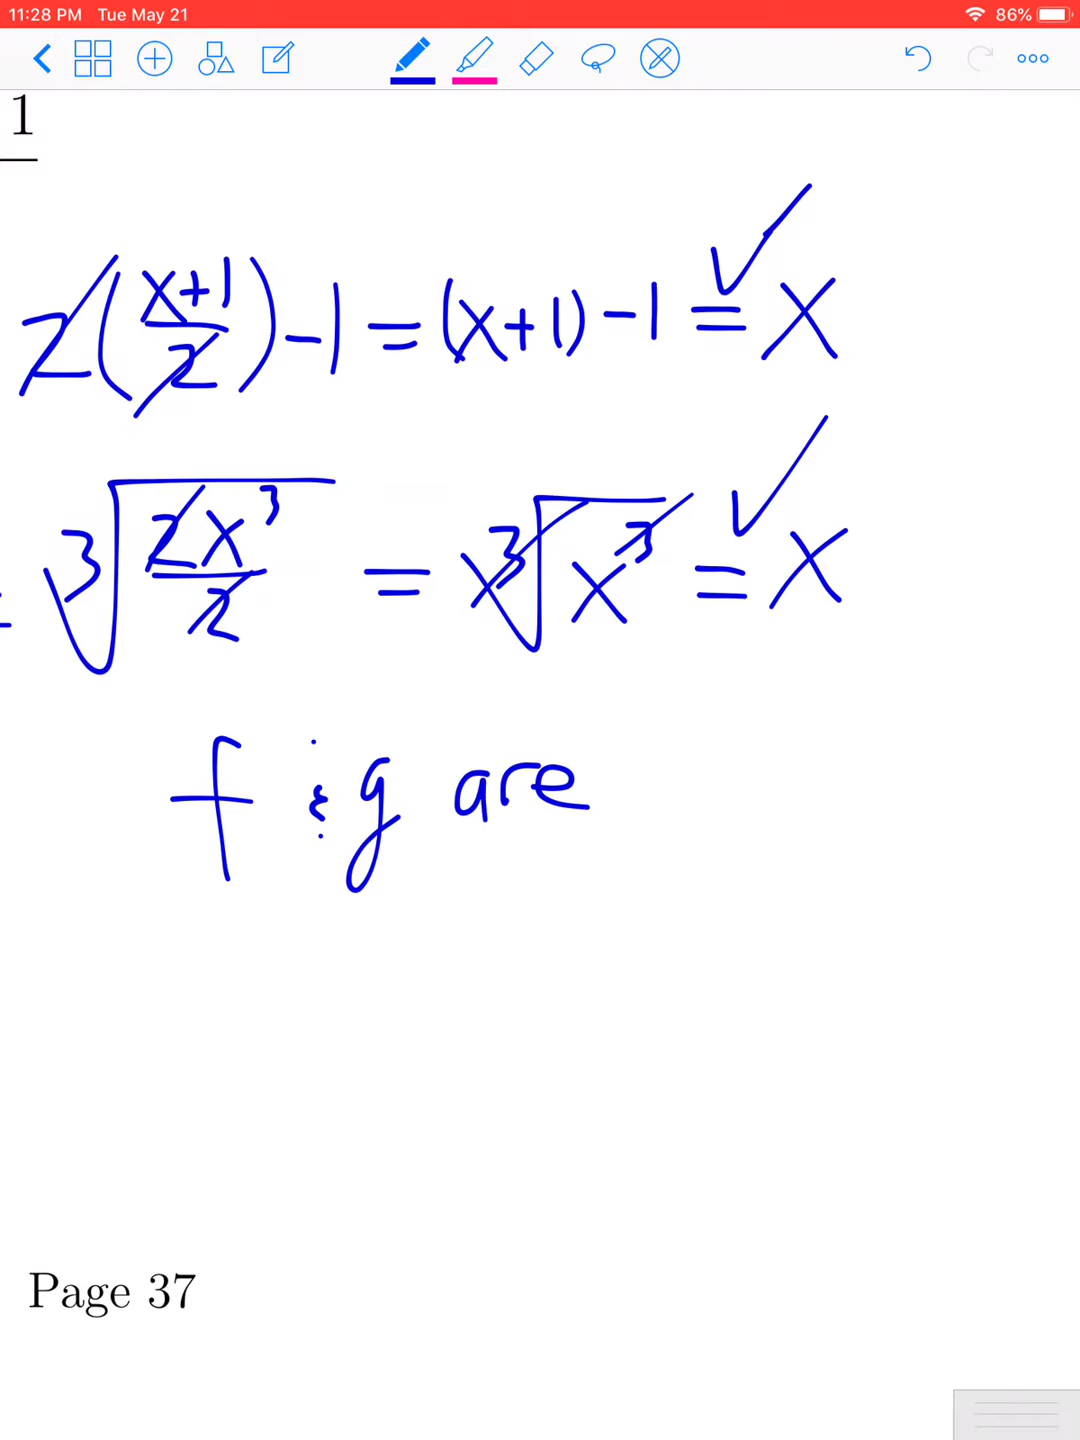 11:28 PM Tue May 21 86%
1
2((x+1)/2)-1 = (x+1)-1 = x
= ∛(2x³/2) = ∛(x³) = x
f & g are
Page 37